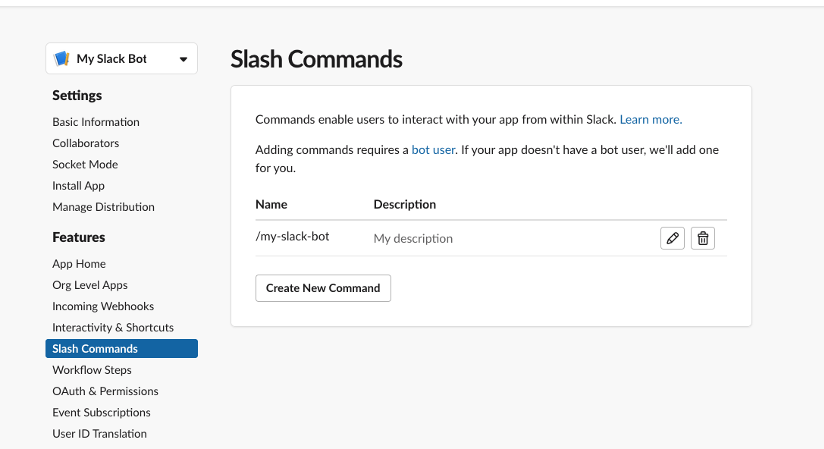 My Slack Bot
Settings
Basic Information
Collaborators
Socket Mode
Install App
Manage Distribution
Features
App Home
Org Level Apps
Incoming Webhooks
Interactivity & Shortcuts
Slash Commands
Workflow Steps
OAuth & Permissions
Event Subscriptions
User ID Translation
Slash Commands
Commands enable users to interact with your app from within Slack. Learn more.
Adding commands requires a bot user. If your app doesn't have a bot user, we'll add one
for you.
Name Description
/my-slack-bot My description
Create New Command